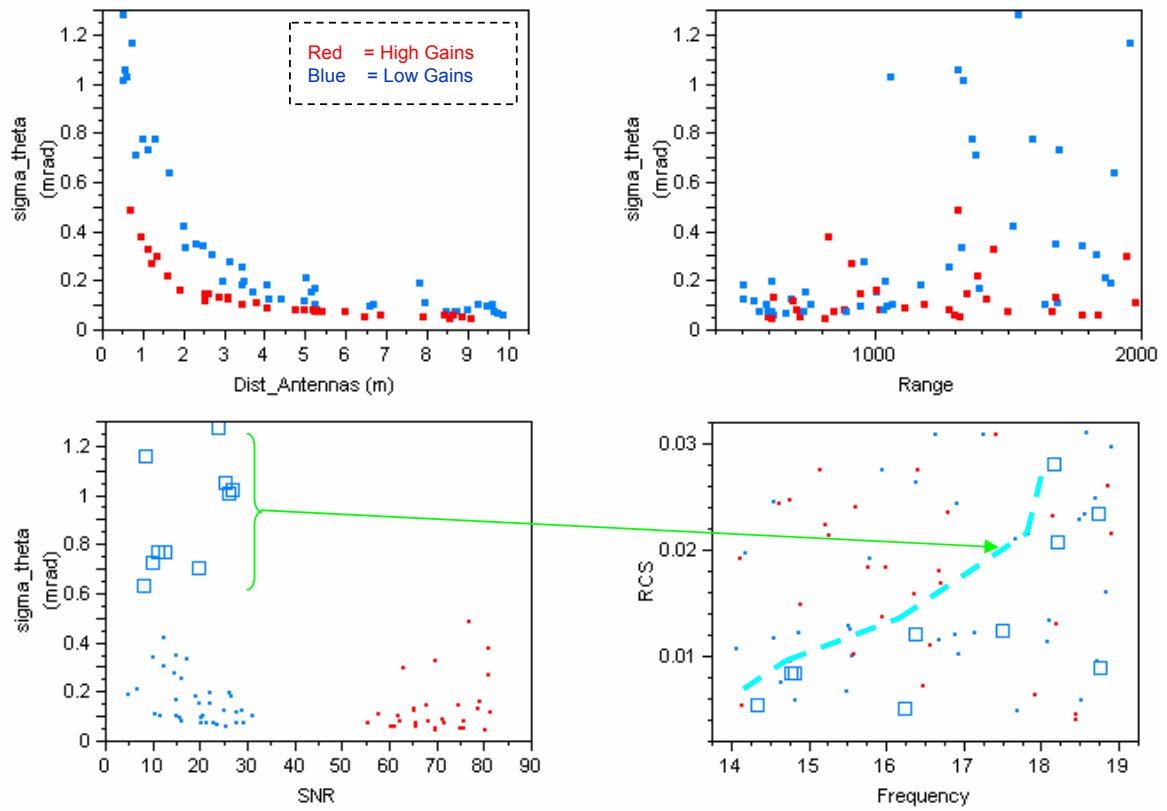 1.2
1
0.8
0.6
0.4
0.2
0
sigma_theta
(mrad)
Red = High Gains
Blue = Low Gains
0 1 2 3 4 5 6 7 8 9 10
Dist_Antennas (m)
1.2
1
0.8
0.6
0.4
0.2
0
sigma_theta
(mrad)
1000 2000
Range
1.2
1
0.8
0.6
0.4
0.2
0
sigma_theta
(mrad)
0 10 20 30 40 50 60 70 80 90
SNR
0.03
0.02
0.01
RCS
14 15 16 17 18 19
Frequency